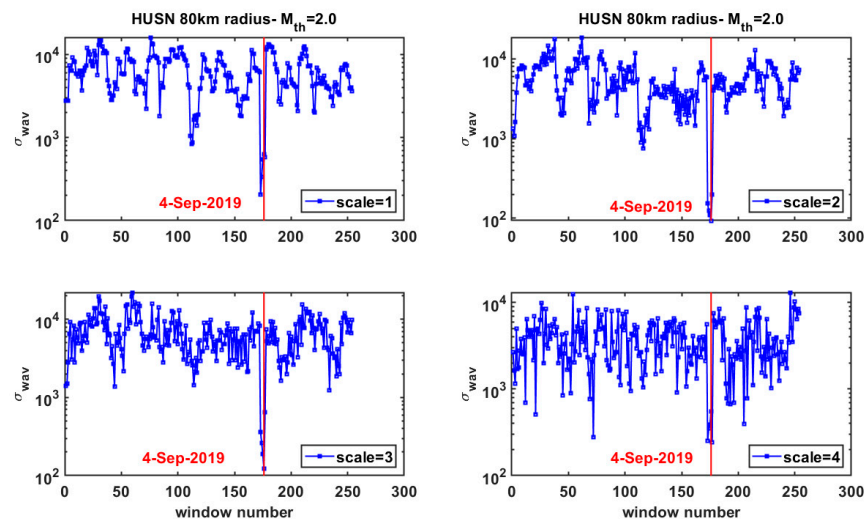 HUSN 80km radius- M_th=2.0
σ_wav
10^4
10^3
10^2
4-Sep-2019
scale=1
0 50 100 150 200 250 300
HUSN 80km radius- M_th=2.0
σ_wav
10^4
10^3
10^2
4-Sep-2019
scale=2
0 50 100 150 200 250 300
σ_wav
10^4
10^3
10^2
4-Sep-2019
scale=3
0 50 100 150 200 250 300
window number
σ_wav
10^4
10^3
10^2
4-Sep-2019
scale=4
0 50 100 150 200 250 300
window number